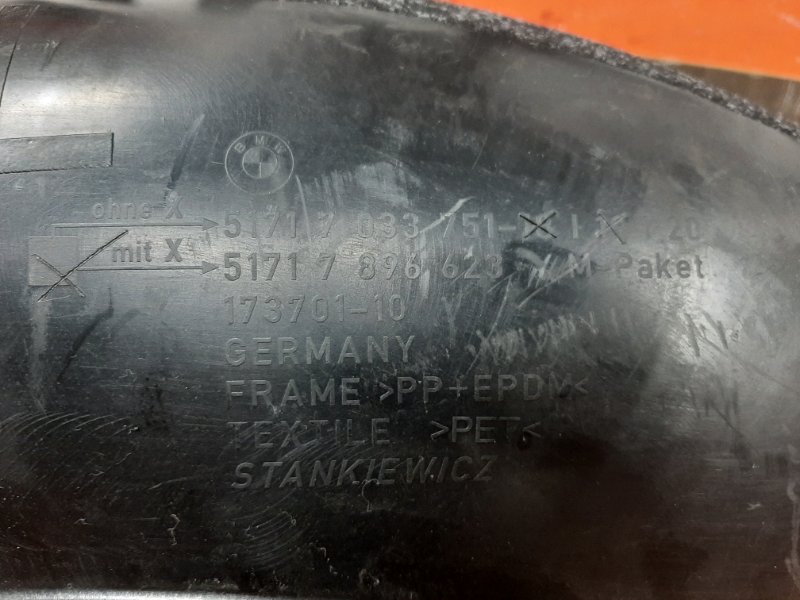 BMW
ohne X 5171 7 033 751-
mit X 5171 7 896 623 M-Paket
173701-10
GERMANY
FRAME >PP+EPDM<
TEXTILE >PET<
STANKIEWICZ